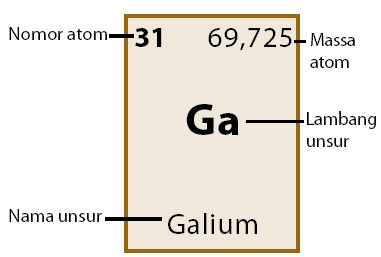 Nomor atom 31 69,725 Massa
atom
Ga Lambang
unsur
Nama unsur Galium